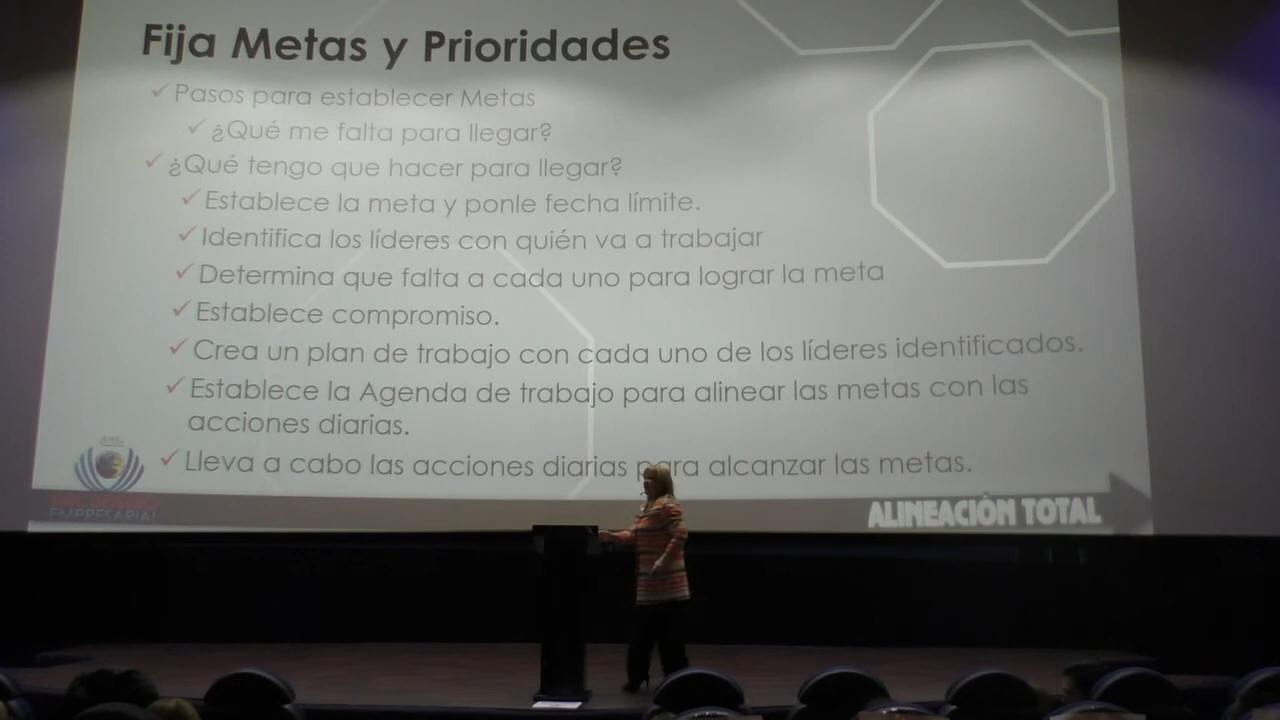 Fija Metas y Prioridades
Pasos para establecer Metas
¿Qué me falta para llegar?
¿Qué tengo que hacer para llegar?
Establece la meta y ponle fecha límite.
Identifica los líderes con quién va a trabajar
Determina que falta a cada uno para lograr la meta
Establece compromiso.
Crea un plan de trabajo con cada uno de los líderes identificados.
Establece la Agenda de trabajo para alinear las metas con las
acciones diarias.
Lleva a cabo las acciones diarias para alcanzar las metas.
EMPRESARIAL
ALINEACIÓN TOTAL